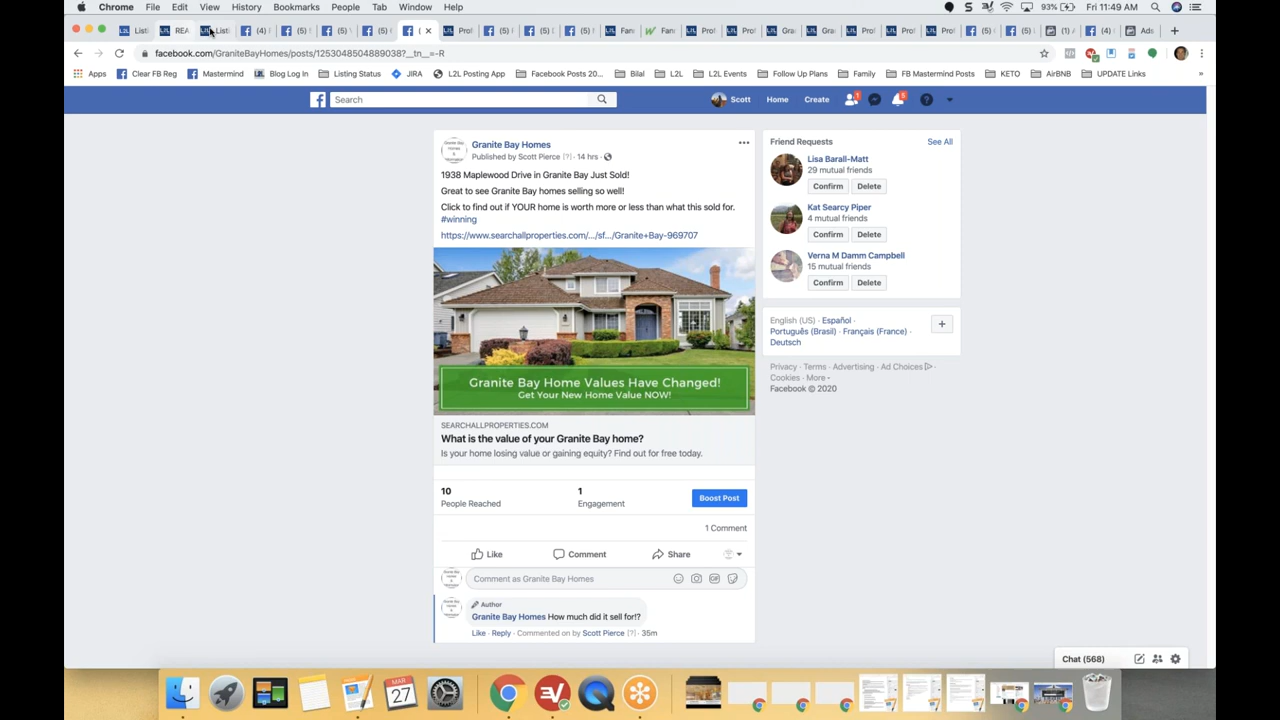 Chrome File Edit View History Bookmarks People Tab Window Help 93% Fri 11:49 AM
facebook.com/GraniteBayHomes/posts/1253048504889038?__tn__=-R
Apps Clear FB Reg Mastermind Blog Log In Listing Status JIRA L2L Posting App Facebook Posts 20... Bilal L2L L2L Events Follow Up Plans Family FB Mastermind Posts KETO AirBNB UPDATE Links »
Search Scott Home Create 1 5
Granite Bay Homes
Published by Scott Pierce [?] · 14 hrs ·
1938 Maplewood Drive in Granite Bay Just Sold!
Great to see Granite Bay homes selling so well!
Click to find out if YOUR home is worth more or less than what this sold for.
#winning
https://www.searchallproperties.com/.../sf.../Granite+Bay-969707
Granite Bay Home Values Have Changed!
Get Your New Home Value NOW!
SEARCHALLPROPERTIES.COM
What is the value of your Granite Bay home?
Is your home losing value or gaining equity? Find out for free today.
10
People Reached
1
Engagement
Boost Post
1 Comment
Like Comment Share
Comment as Granite Bay Homes
Author
Granite Bay Homes How much did it sell for!?
Like · Reply · Commented on by Scott Pierce [?] · 35m
Friend Requests See All
Lisa Barall-Matt
29 mutual friends
Confirm Delete
Kat Searcy Piper
4 mutual friends
Confirm Delete
Verna M Damm Campbell
15 mutual friends
Confirm Delete
English (US) · Español ·
Português (Brasil) · Français (France) ·
Deutsch
Privacy · Terms · Advertising · Ad Choices ·
Cookies · More
Facebook © 2020
Chat (568)
MAR
27